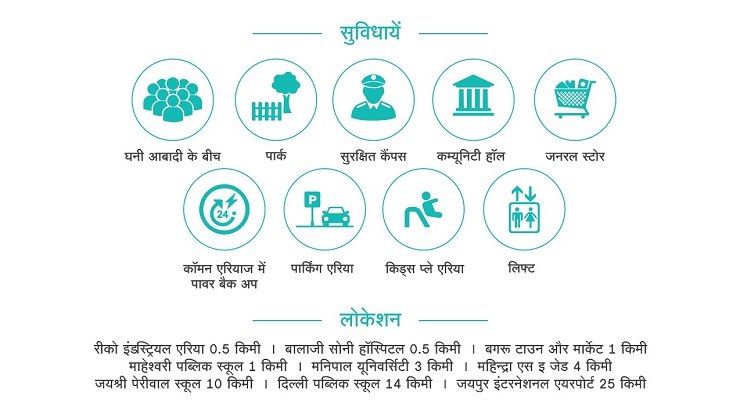 सुविधायें
घनी आबादी के बीच
पार्क
सुरक्षित कैंपस
कम्यूनिटी हॉल
जनरल स्टोर
24
P
कॉमन एरियाज में
पावर बैक अप
पार्किंग एरिया
किड्स प्ले एरिया
लिफ्ट
लोकेशन
रीको इंडस्ट्रियल एरिया 0.5 किमी । बालाजी सोनी हॉस्पिटल 0.5 किमी । बगरू टाउन और मार्केट 1 किमी
माहेश्वरी पब्लिक स्कूल 1 किमी । मनिपाल यूनिवर्सिटी 3 किमी । महिन्द्रा एस इ जेड 4 किमी
जयश्री पेरीवाल स्कूल 10 किमी । दिल्ली पब्लिक स्कूल 14 किमी । जयपुर इंटरनेशनल एयरपोर्ट 25 किमी